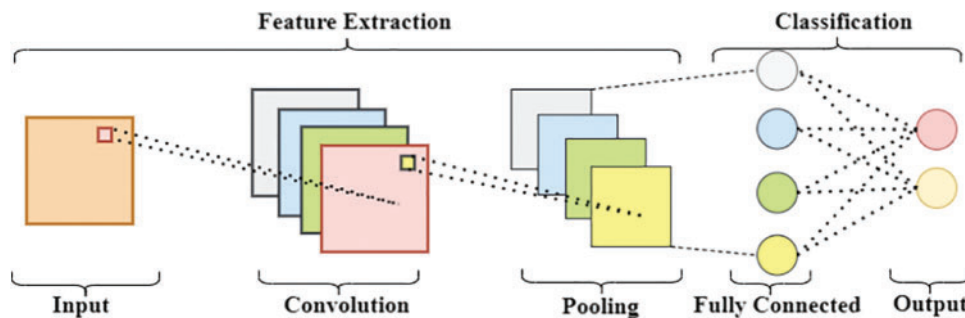 Feature Extraction
Classification
Input
Convolution
Pooling
Fully Connected
Output